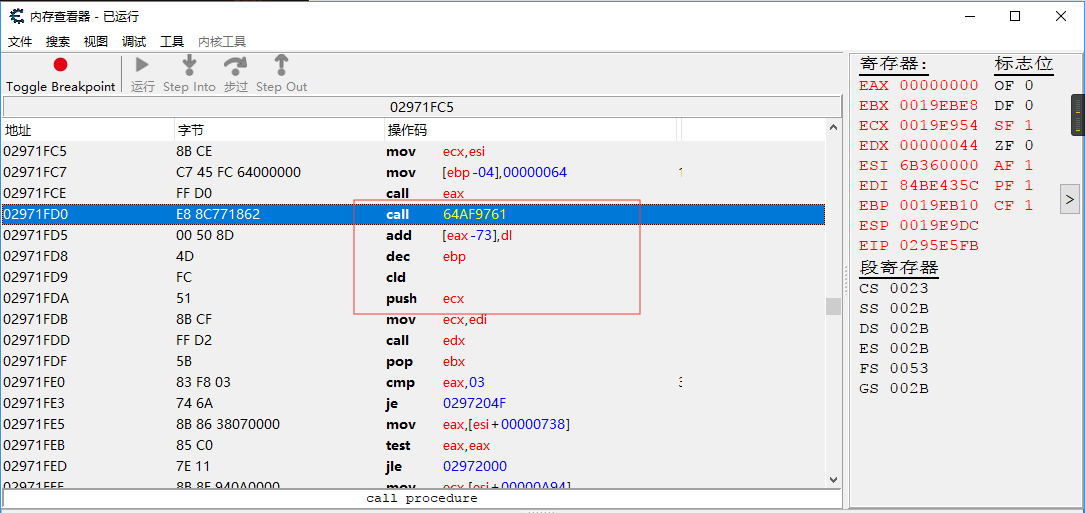 内存查看器 - 已运行
文件 搜索 视图 调试 工具 内核工具
Toggle Breakpoint 运行 Step Into 步过 Step Out
02971FC5
地址 字节 操作码
02971FC5 8B CE mov ecx,esi
02971FC7 C7 45 FC 64000000 mov [ebp-04],00000064
02971FCE FF D0 call eax
02971FD0 E8 8C771862 call 64AF9761
02971FD5 00 50 8D add [eax-73],dl
02971FD8 4D dec ebp
02971FD9 FC cld
02971FDA 51 push ecx
02971FDB 8B CF mov ecx,edi
02971FDD FF D2 call edx
02971FDF 5B pop ebx
02971FE0 83 F8 03 cmp eax,03
02971FE3 74 6A je 0297204F
02971FE5 8B 86 38070000 mov eax,[esi+00000738]
02971FEB 85 C0 test eax,eax
02971FED 7E 11 jle 02972000
02971FEF 8B 8E 940A0000 mov ecx,[esi+00000A94]
call procedure
寄存器: 标志位
EAX 00000000 OF 0
EBX 0019EBE8 DF 0
ECX 0019E954 SF 1
EDX 00000044 ZF 0
ESI 6B360000 AF 1
EDI 84BE435C PF 1
EBP 0019EB10 CF 1
ESP 0019E9DC
EIP 0295E5FB
段寄存器
CS 0023
SS 002B
DS 002B
ES 002B
FS 0053
GS 002B
>